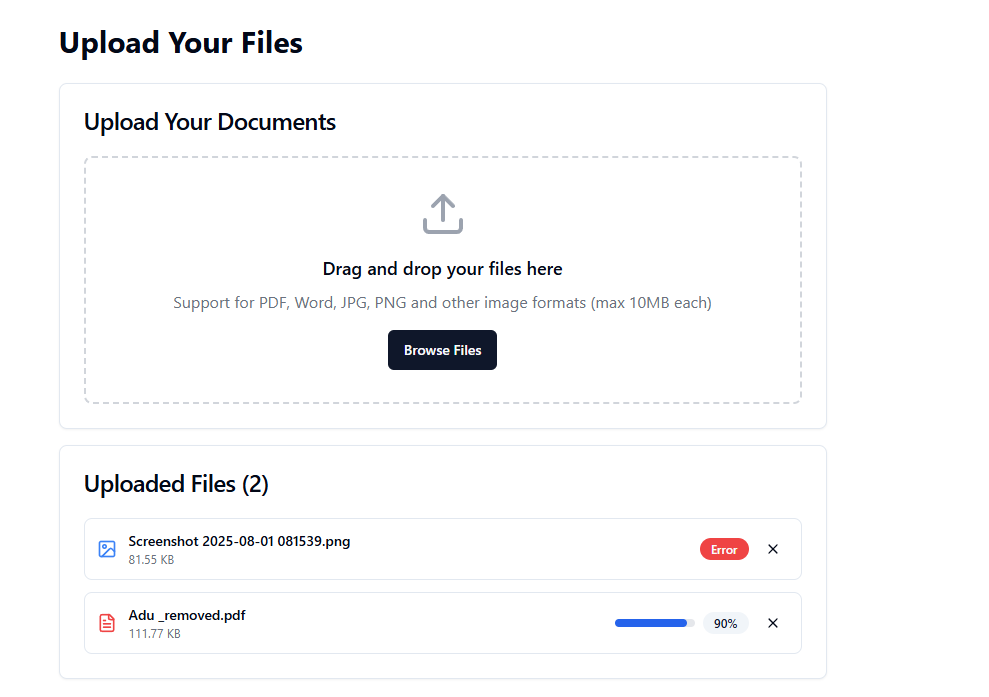 Upload Your Files
Upload Your Documents
Drag and drop your files here
Support for PDF, Word, JPG, PNG and other image formats (max 10MB each)
Browse Files
Uploaded Files (2)
Screenshot 2025-08-01 081539.png
81.55 KB
Error
Adu _removed.pdf
111.77 KB
90%